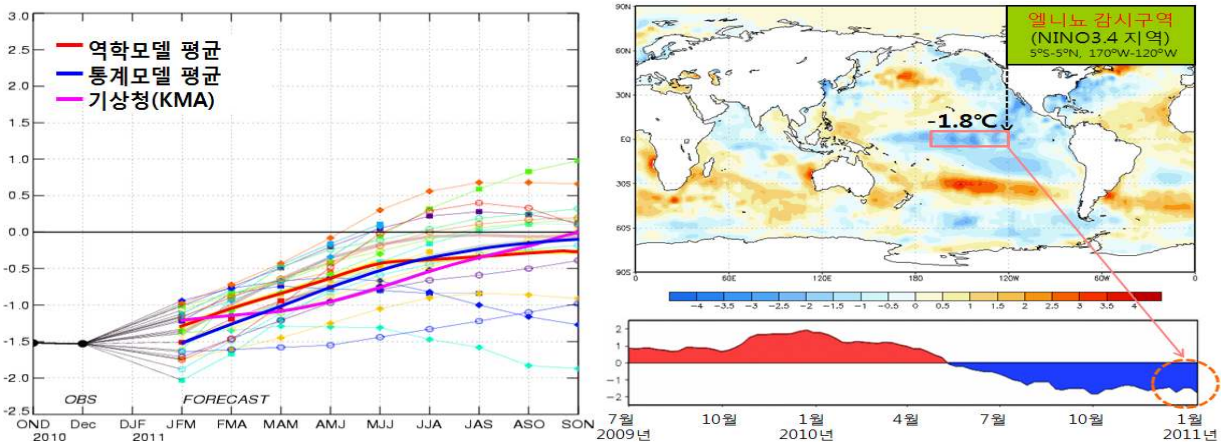 3.0
2.5
2.0
1.0
0.0
-0.5
-1.0
-1.5
-2.0
-2.5
역학모델 평균
통계모델 평균
기상청(KMA)
OBS FORECAST
OND Dec DJF JFM FMA MAM AMJ MJJ JJA JAS ASO SON
2010 2011
90N
60N
30N
EQ
30S
60S
90S
엘니뇨 감시구역
(NINO3.4 지역)
5ºS-5ºN, 170ºW-120ºW
-1.8℃
0 60E 120E 180 120W 60W 0
−4 −3.5 −3 −2.5 −2 −1.5 −1 −0.5 0 0.5 1 1.5 2 2.5 3 3.5 4
2
1
0
−1
−2
7월 10월 1월 4월 7월 10월 1월
2009년 2010년 2011년